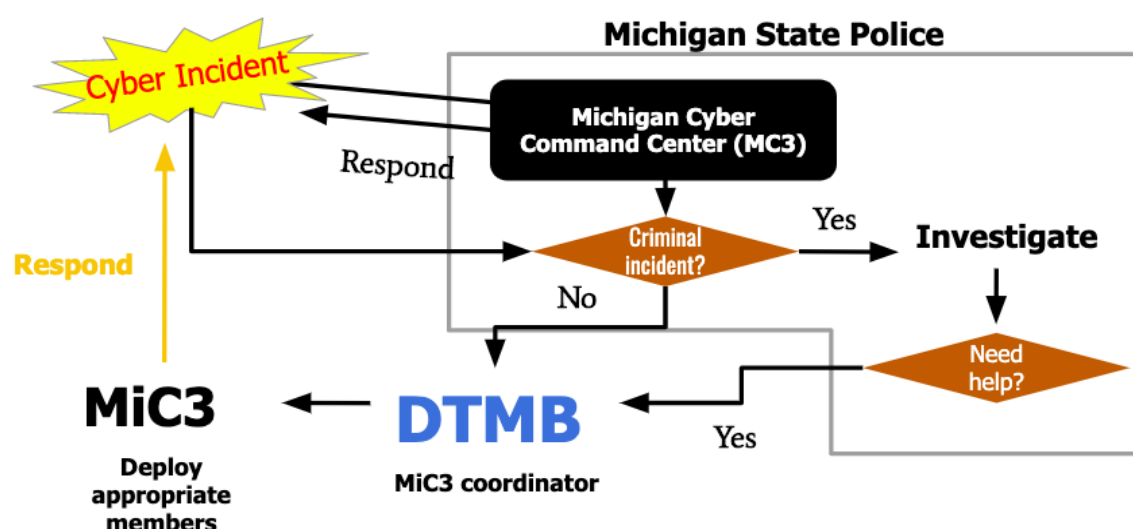 Michigan State Police
Cyber Incident
Michigan Cyber
Command Center (MC3)
Respond
Criminal
incident?
Yes
Investigate
Respond
No
Need
help?
MiC3
DTMB
Yes
Deploy
appropriate
members
MiC3 coordinator